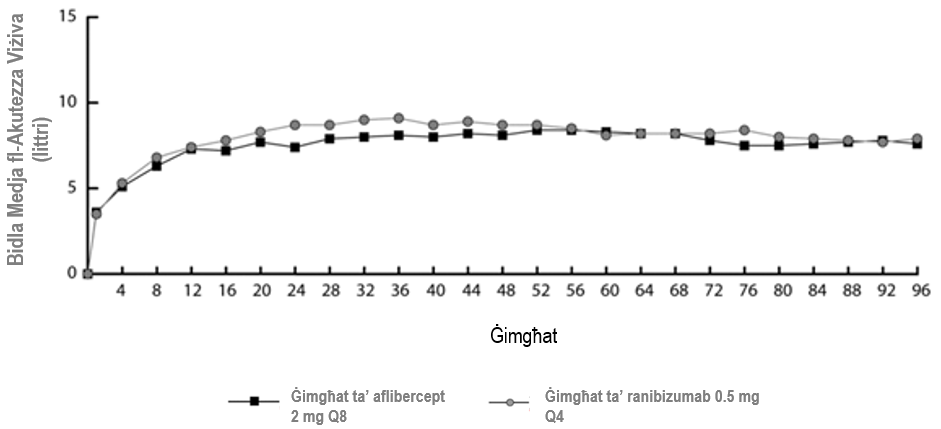 Bidla Medja fl-Akutezza Viżiva
(littri)
15
10
5
0
4 8 12 16 20 24 28 32 36 40 44 48 52 56 60 64 68 72 76 80 84 88 92 96
Ġimgħat
Ġimgħat ta’ aflibercept
2 mg Q8
Ġimgħat ta’ ranibizumab 0.5 mg
Q4